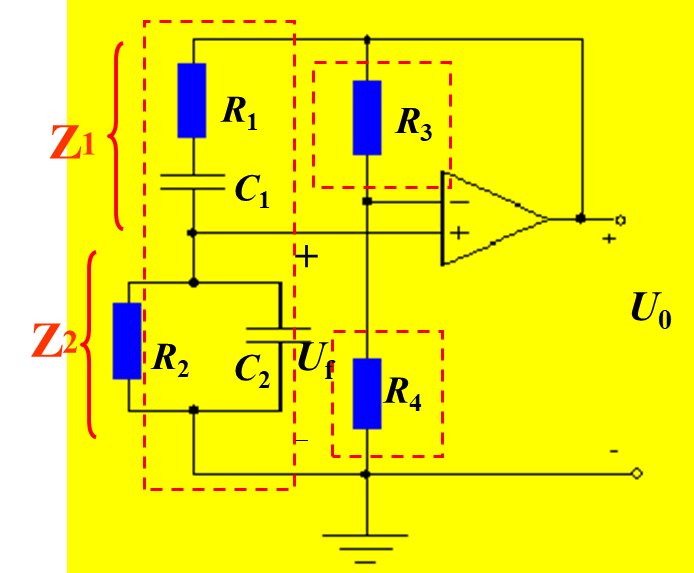 R1
Z1
R3
C1
−
+
+
+
U0
Z2
R2
C2
Uf
R4
−
-